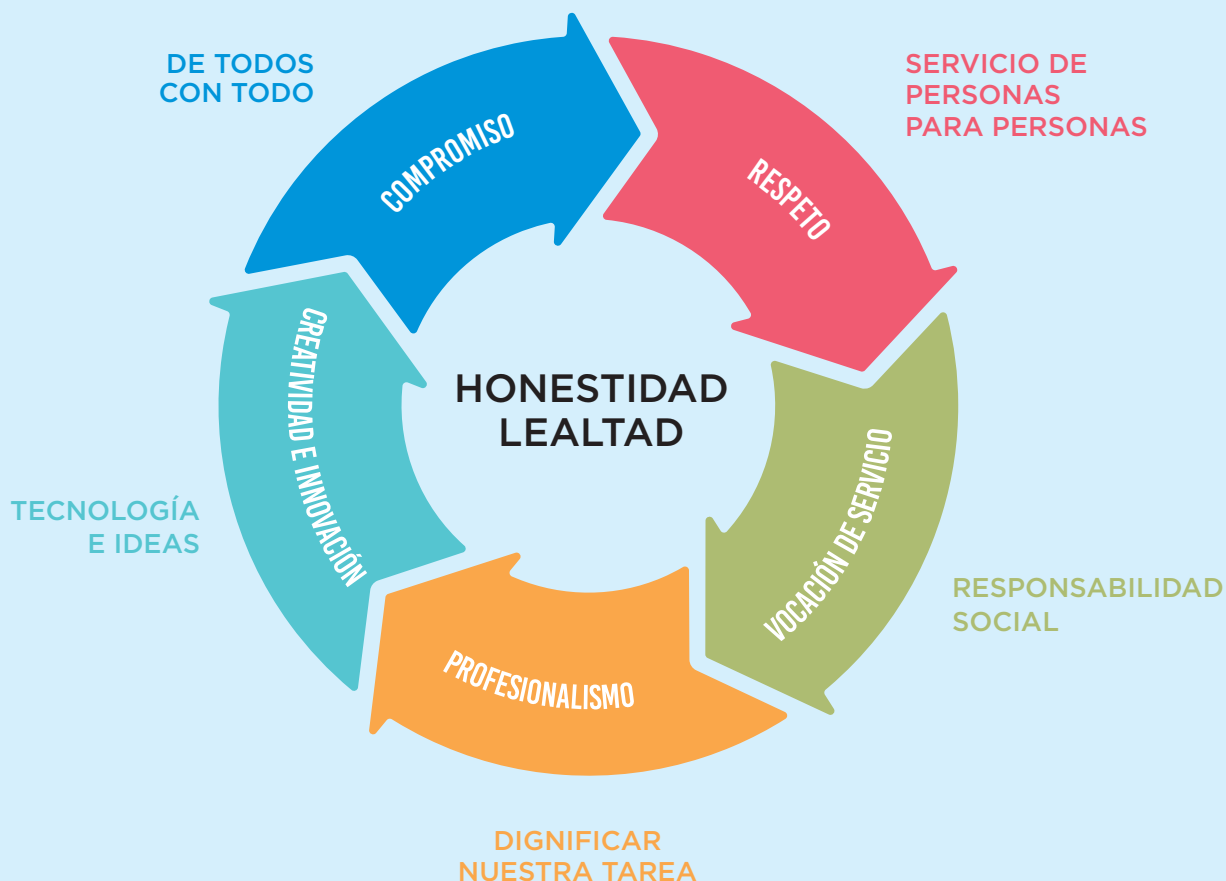 DE TODOS
CON TODO
SERVICIO DE
PERSONAS
PARA PERSONAS
COMPROMISO
RESPETO
HONESTIDAD
LEALTAD
CREATIVIDAD E INNOVACIÓN
VOCACIÓN DE SERVICIO
TECNOLOGÍA
E IDEAS
RESPONSABILIDAD
SOCIAL
PROFESIONALISMO
DIGNIFICAR
NUESTRA TAREA